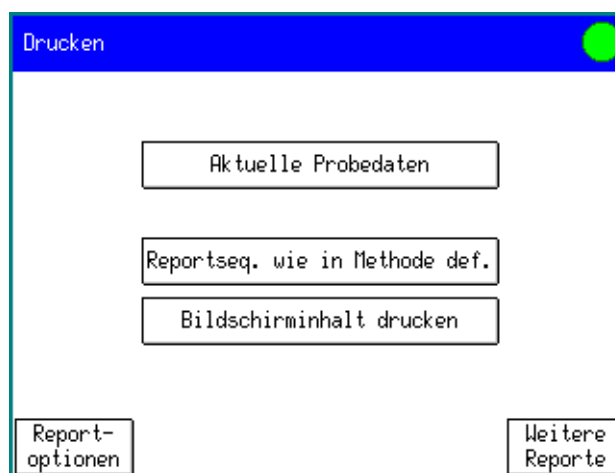 Drucken
Aktuelle Probedaten
Reportseq. wie in Methode def.
Bildschirminhalt drucken
Report-
optionen
Weitere
Reporte